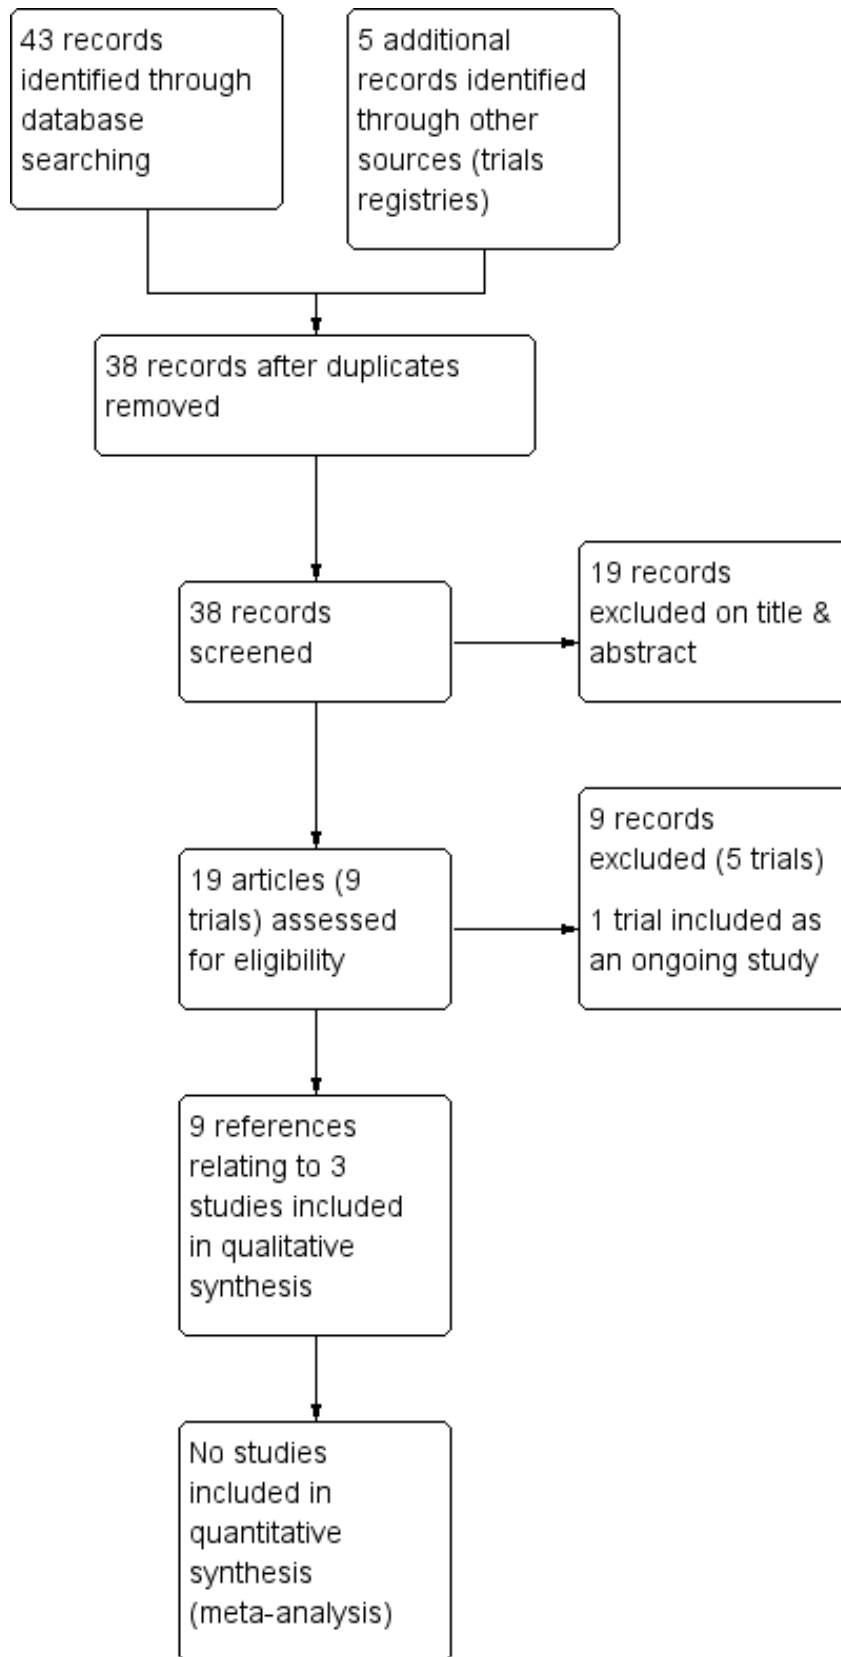 43 records
identified through
database
searching
5 additional
records identified
through other
sources (trials
registries)
38 records after duplicates
removed
38 records
screened
19 records
excluded on title &
abstract
19 articles (9
trials) assessed
for eligibility
9 records
excluded (5 trials)
1 trial included as
an ongoing study
9 references
relating to 3
studies included
in qualitative
synthesis
No studies
included in
quantitative
synthesis
(meta-analysis)